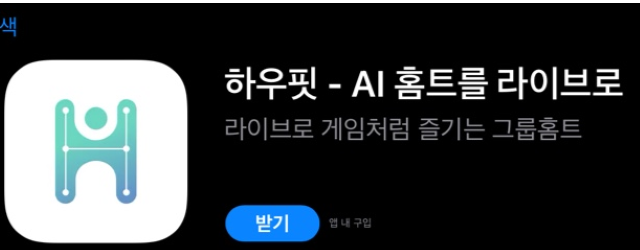 색
하우핏 - AI 홈트를 라이브로
라이브로 게임처럼 즐기는 그룹홈트
받기
앱 내 구입